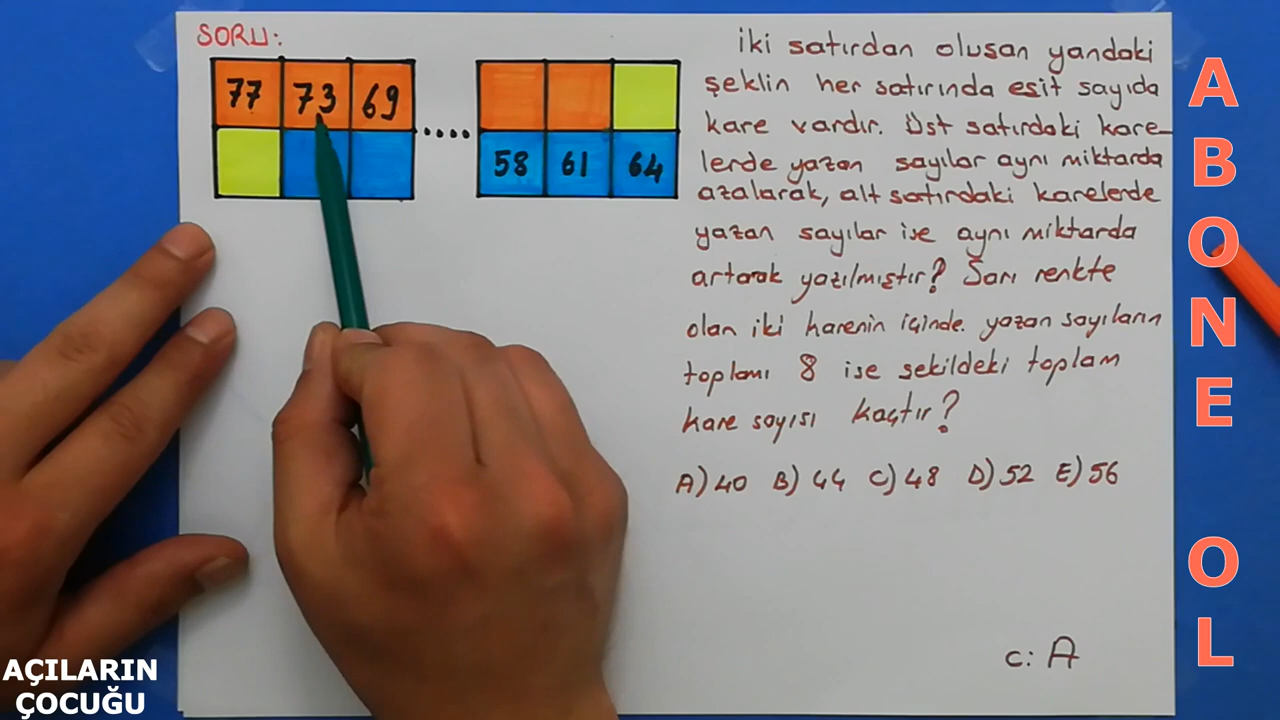 SORU:
77 73 69 ....
58 61 64
İki satırdan oluşan yandaki
şeklin her satırında eşit sayıda
kare vardır. Üst satırdaki kare-
lerde yazan sayılar aynı miktarda
azalarak, alt satırdaki karelerde
yazan sayılar ise aynı miktarda
artarak yazılmıştır? Sarı renkte
olan iki karenin içinde yazan sayıların
toplamı 8 ise şekildeki toplam
kare sayısı kaçtır?
A) 40 B) 44 C) 48 D) 52 E) 56
C: A
ABONE OL
AÇILARIN
ÇOCUĞU